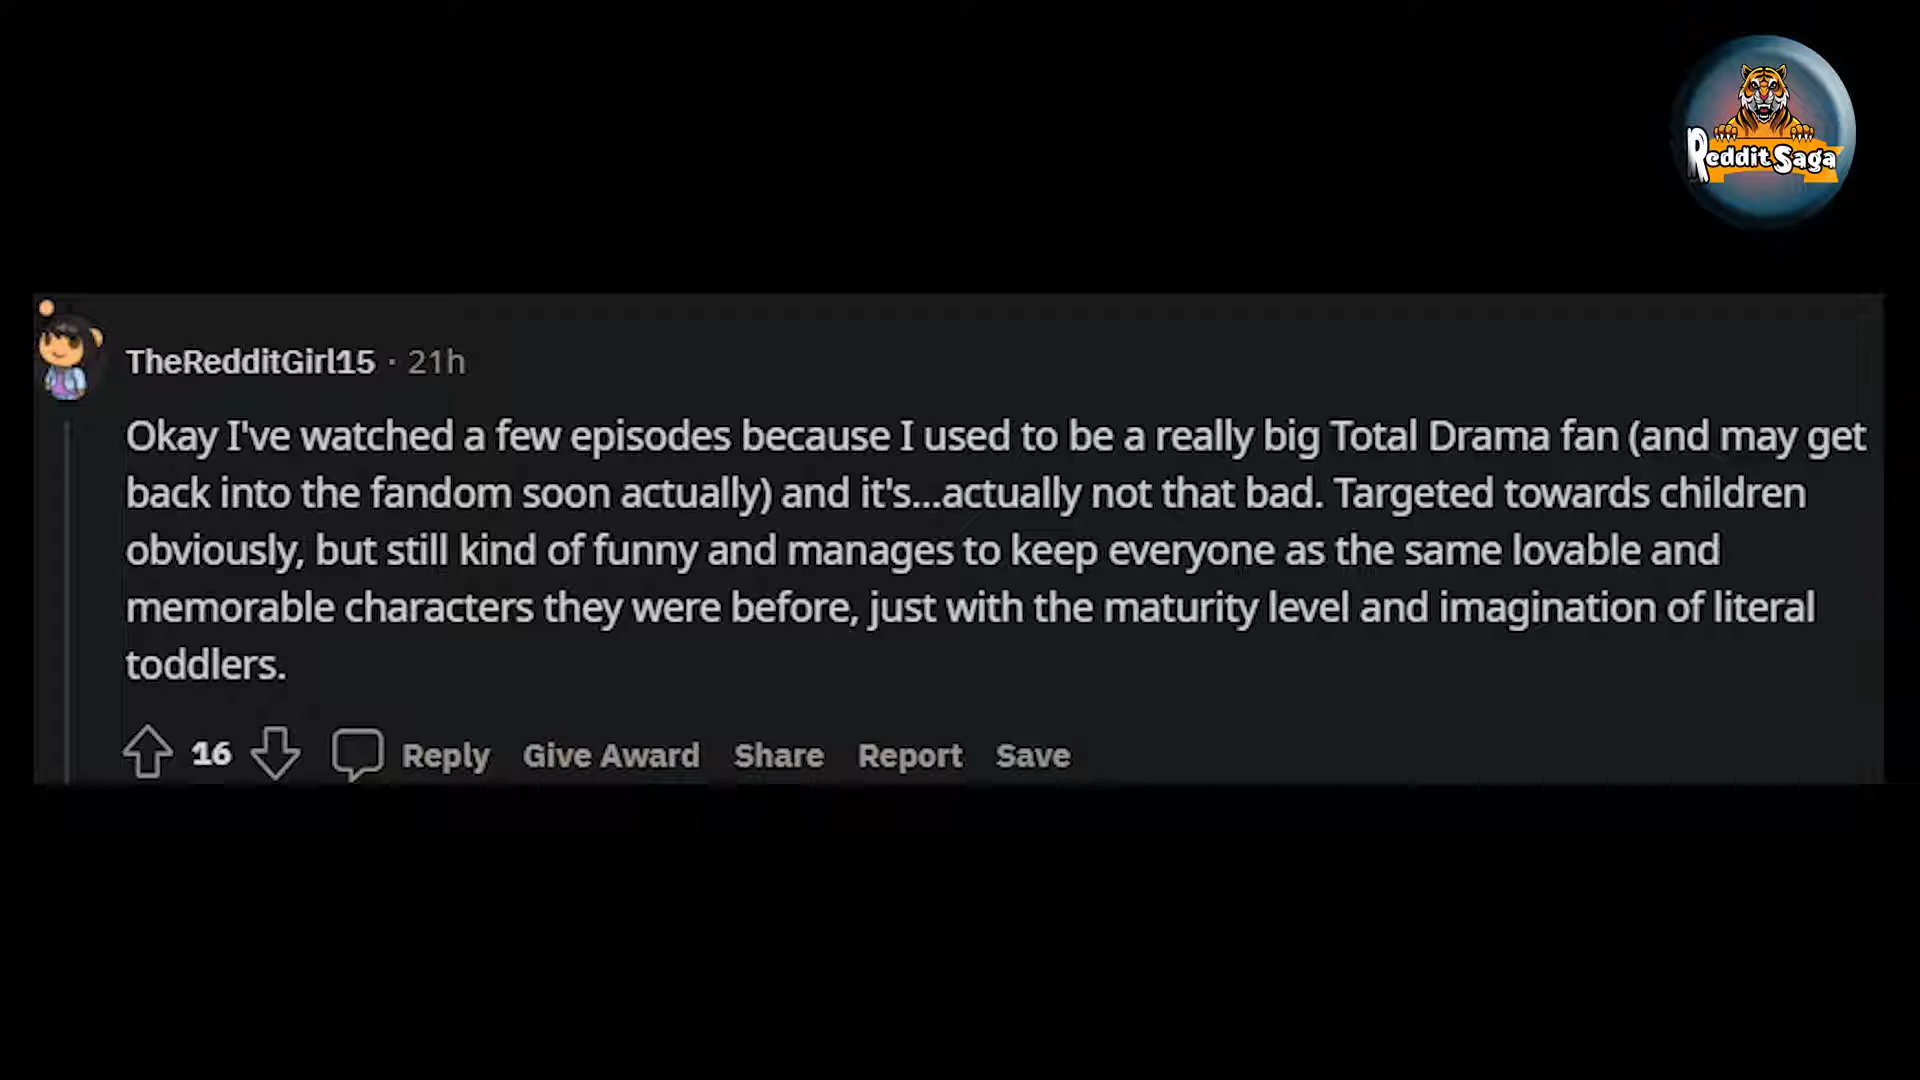 Reddit Saga
TheRedditGirl15 · 21h
Okay I've watched a few episodes because I used to be a really big Total Drama fan (and may get
back into the fandom soon actually) and it's...actually not that bad. Targeted towards children
obviously, but still kind of funny and manages to keep everyone as the same lovable and
memorable characters they were before, just with the maturity level and imagination of literal
toddlers.
16 Reply Give Award Share Report Save